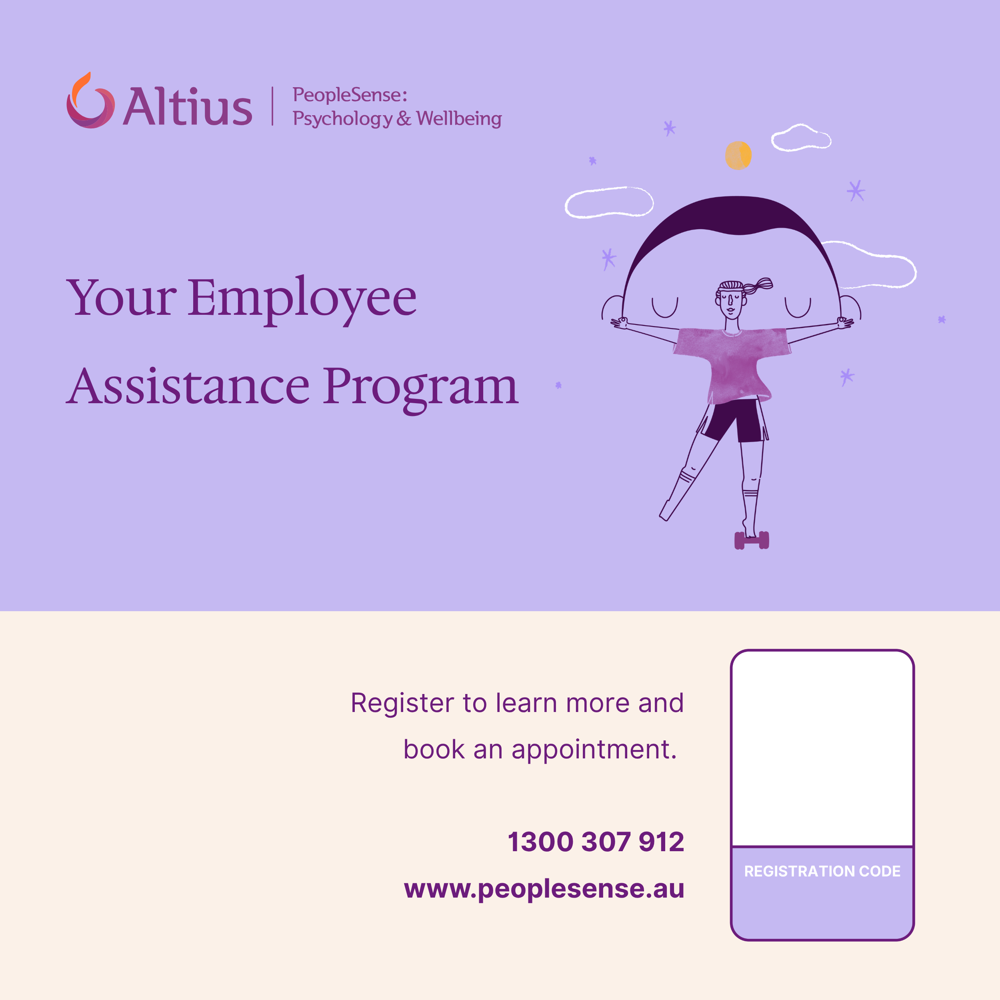 Altius
PeopleSense:
Psychology & Wellbeing
Your Employee
Assistance Program
Register to learn more and
book an appointment.
1300 307 912
www.peoplesense.au
REGISTRATION CODE